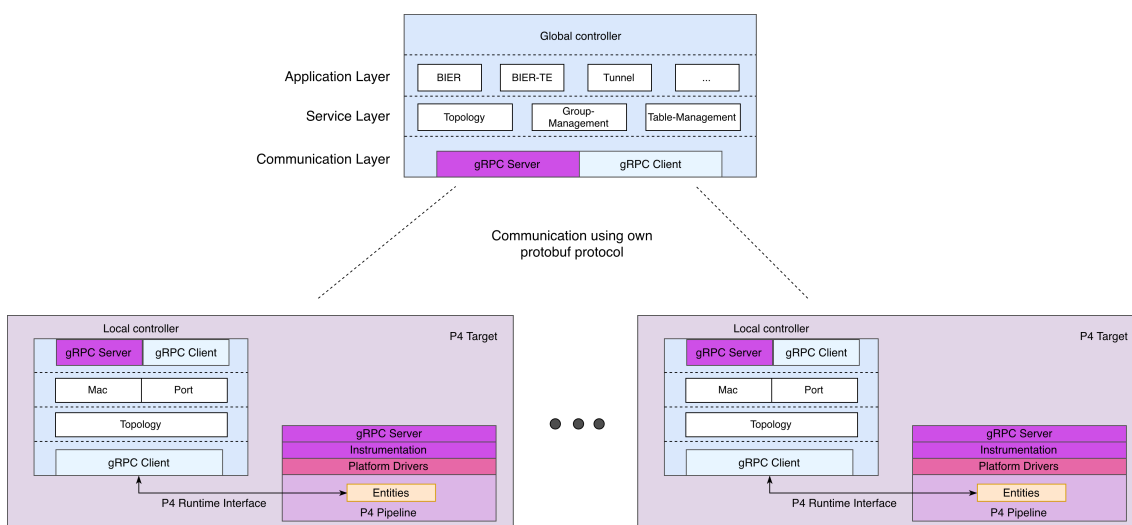 Global controller
Application Layer
BIER
BIER-TE
Tunnel
...
Service Layer
Topology
Group-
Management
Table-Management
Communication Layer
gRPC Server
gRPC Client
Communication using own
protobuf protocol
Local controller
P4 Target
gRPC Server
gRPC Client
Mac
Port
Topology
gRPC Client
gRPC Server
Instrumentation
Platform Drivers
Entities
P4 Runtime Interface
P4 Pipeline
Local controller
P4 Target
gRPC Server
gRPC Client
Mac
Port
Topology
gRPC Client
gRPC Server
Instrumentation
Platform Drivers
Entities
P4 Runtime Interface
P4 Pipeline